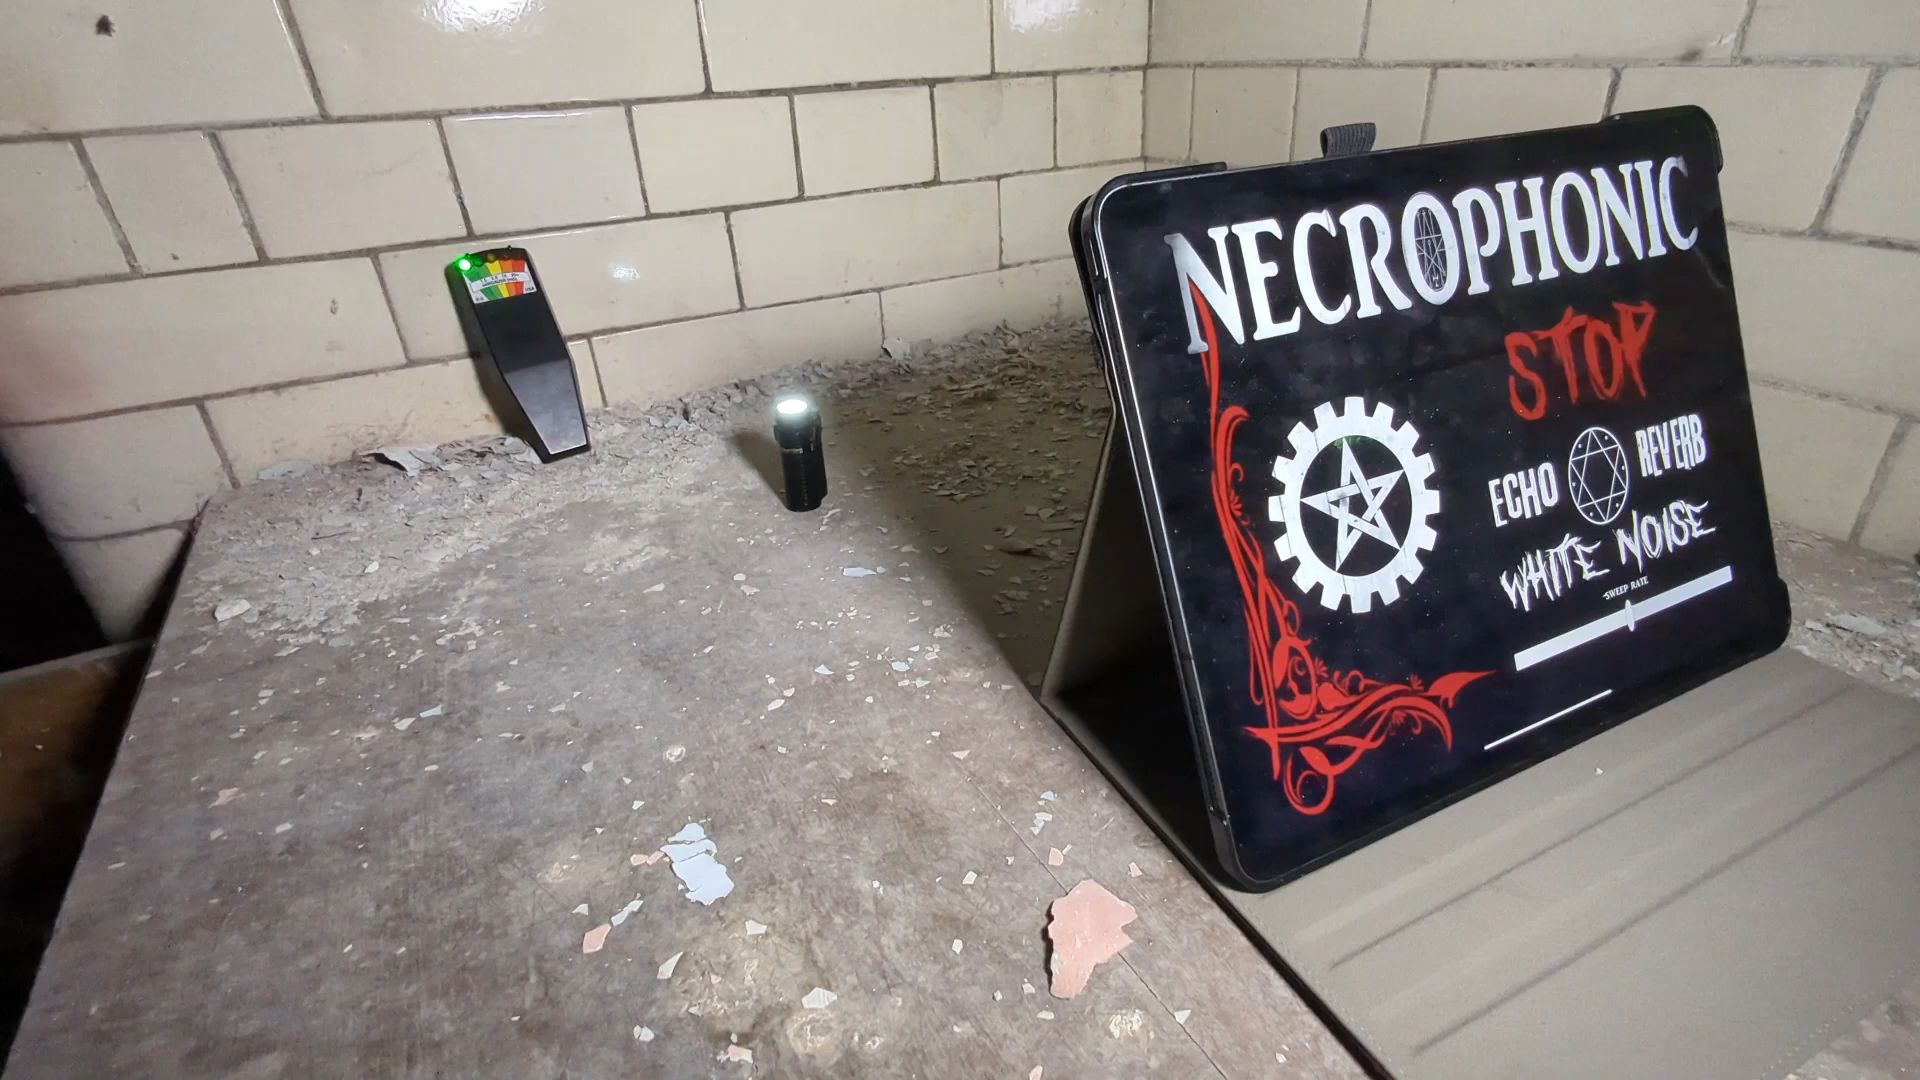 NECROPHONIC
STOP
ECHO REVERB
WHITE NOISE
SWEEP RATE